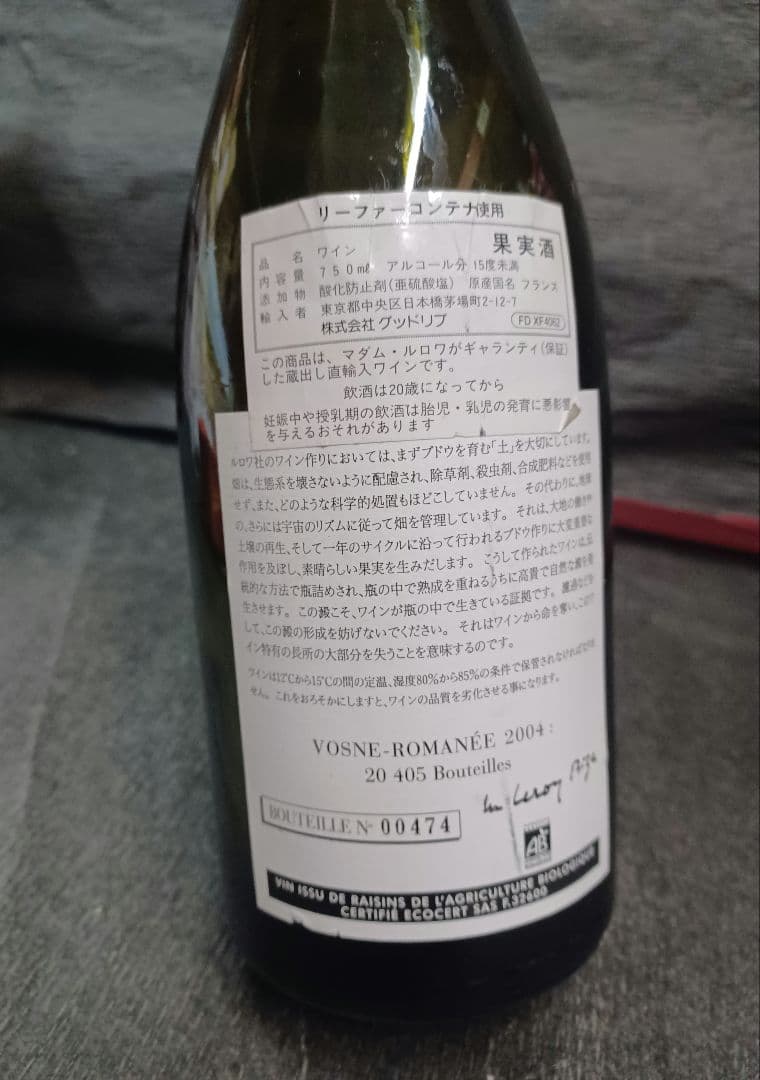 リーファーコンテナ使用
果実酒
品名 ワイン
内容量 750mℓ アルコール分 15度未満
添加物 酸化防止剤(亜硫酸塩) 原産国名 フランス
輸入者 東京都中央区日本橋茅場町2-12-7
株式会社 グッドリブ FD XF4062
この商品は、マダム・ルロワがギャランティ(保証)
した蔵出し直輸入ワインです。
飲酒は20歳になってから
妊娠中や授乳期の飲酒は胎児・乳児の発育に悪影響
を与えるおそれがあります
ルロワ社のワイン作りにおいては、まずブドウを育む「土」を大切にしています。
畑は、生態系を壊さないように配慮され、除草剤、殺虫剤、合成肥料などを使用
せず、また、どのような科学的処置もほどこしていません。その代わりに、地球
の、さらには宇宙のリズムに従って畑を管理しています。それは、大地の働きや
土壌の再生、そして一年のサイクルに沿って行われるブドウ作りに大変重要な
作用を及ぼし、素晴らしい果実を生みだします。こうして作られたワインは、伝
統的な方法で瓶詰めされ、瓶の中で熟成を重ねるうちに高貴で自然な澱を発
生させます。この澱こそ、ワインが瓶の中で生きている証拠です。濾過などを
して、この澱の形成を妨げないでください。それはワインから命を奪い、このワ
イン特有の長所の大部分を失うことを意味するのです。
ワインは12℃から15℃の間の定温、湿度80%から85%の条件で保管されなければなりま
せん。これをおろそかにしますと、ワインの品質を劣化させる事になります。
VOSNE-ROMANÉE 2004 :
20 405 Bouteilles
BOUTEILLE Nº 00474
AB
VIN ISSU DE RAISINS DE L'AGRICULTURE BIOLOGIQUE
CERTIFIÉ ECOCERT SAS F.32600